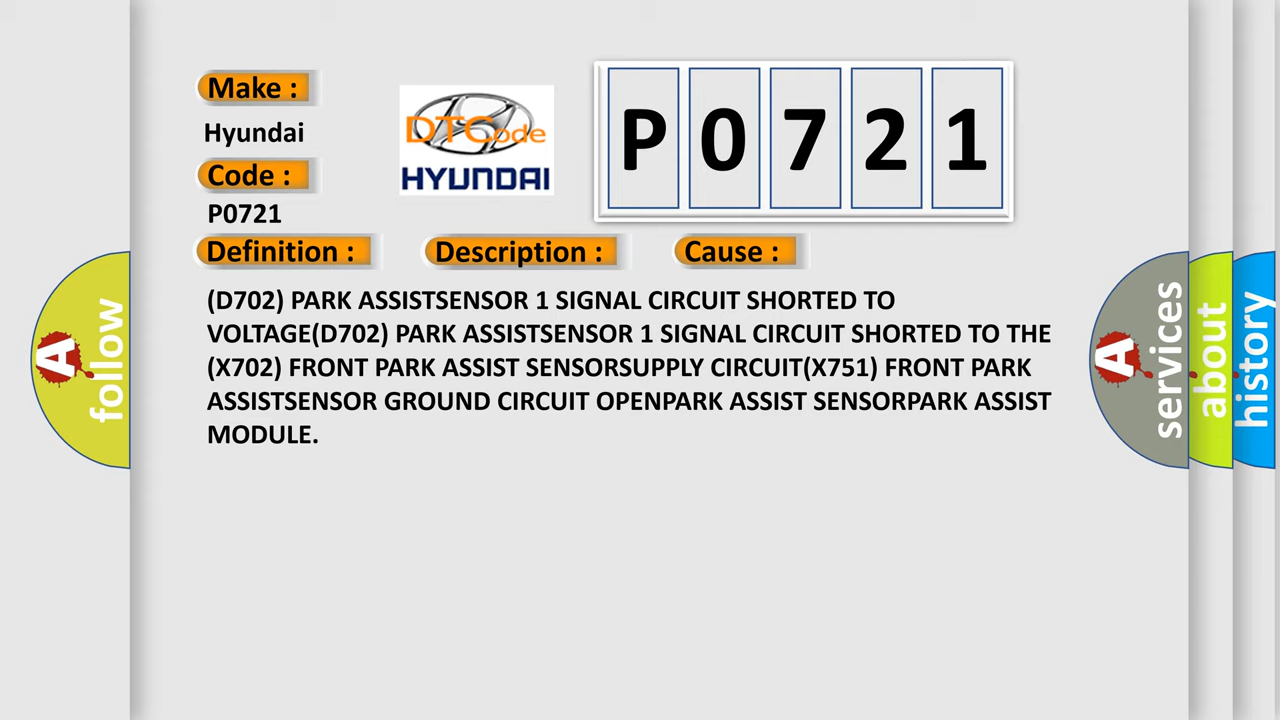 Make :
Hyundai
Code :
P0721
DTCode
HYUNDAI
P0721
Definition :
Description :
Cause :
(D702) PARK ASSISTSENSOR 1 SIGNAL CIRCUIT SHORTED TO
VOLTAGE(D702) PARK ASSISTSENSOR 1 SIGNAL CIRCUIT SHORTED TO THE
(X702) FRONT PARK ASSIST SENSORSUPPLY CIRCUIT(X751) FRONT PARK
ASSISTSENSOR GROUND CIRCUIT OPENPARK ASSIST SENSORPARK ASSIST
MODULE.
A
follow
A
services
about
history